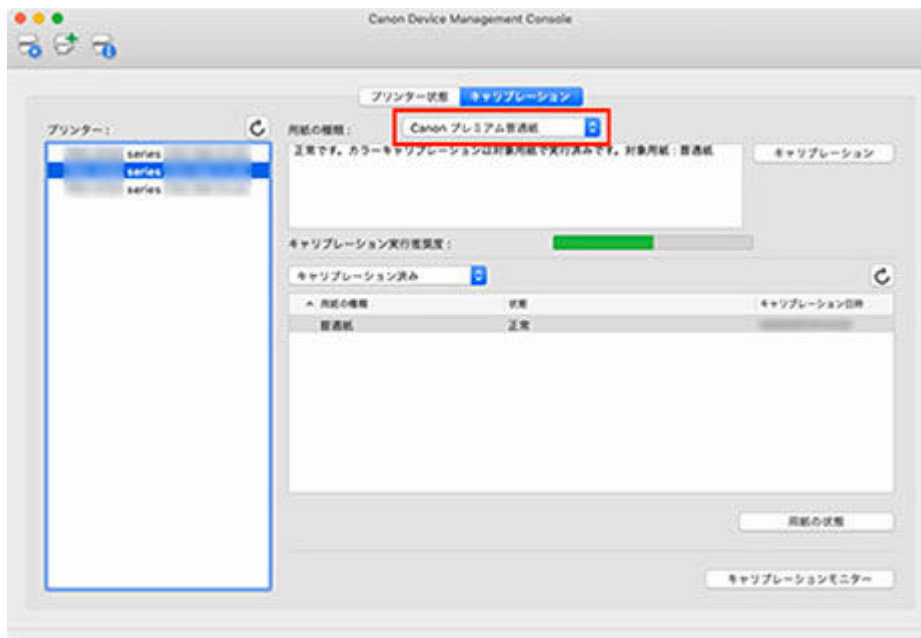 Canon Device Management Console
プリンター状態 キャリブレーション
プリンター:
用紙の種類: Canon プレミアム普通紙
series
series
series
正常です。カラーキャリブレーションは対象用紙で実行済みです。対象用紙:普通紙
キャリブレーション
キャリブレーション実行推奨度:
キャリブレーション済み
用紙の種類 状態 キャリブレーション日時
普通紙 正常
用紙の状態
キャリブレーションモニター